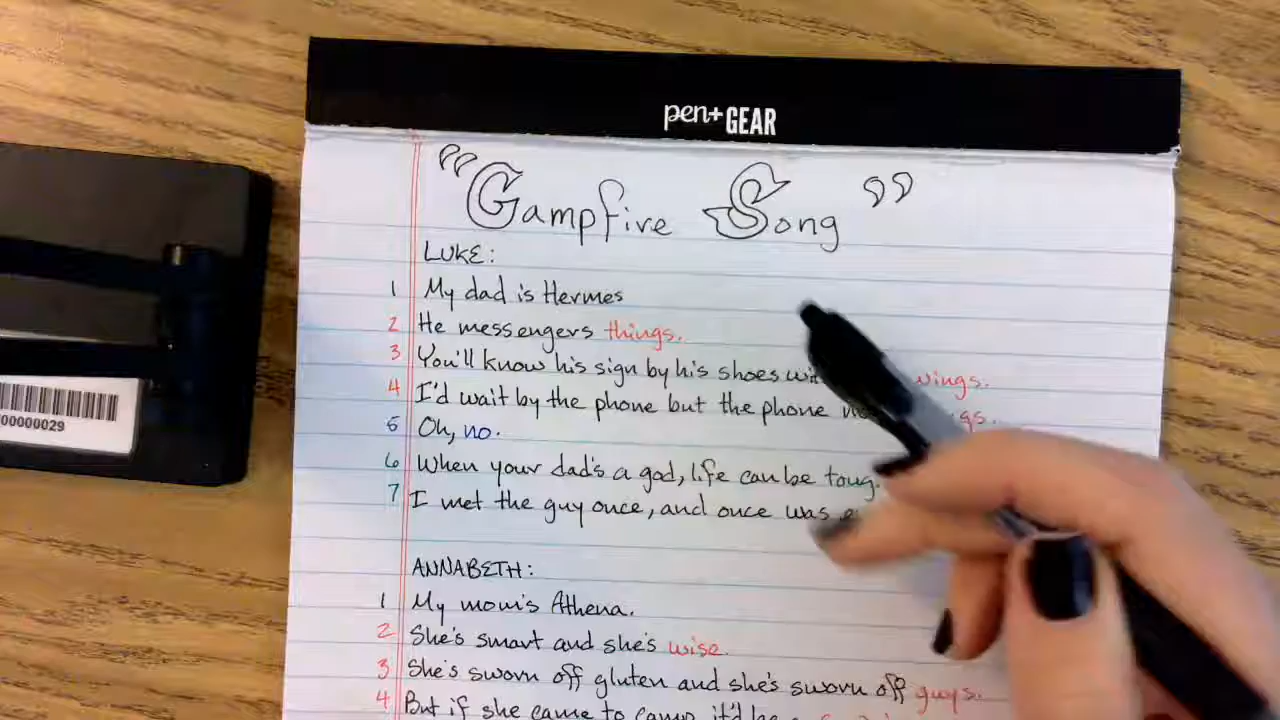 pen+GEAR
"Gampfire Song"
LUKE:
1 My dad is Hermes
2 He messengers things.
3 You'll know his sign by his shoes wings.
4 I'd wait by the phone but the phone
5 Oh, no.
6 When your dad's a god, life can be
7 I met the guy once, and once was
00000029
ANNABETH:
1 My mom's Athena.
2 She's smart and she's wise.
3 She's sworn off gluten and she's sworn off guys.
4 But if she came to camp, it'd be a